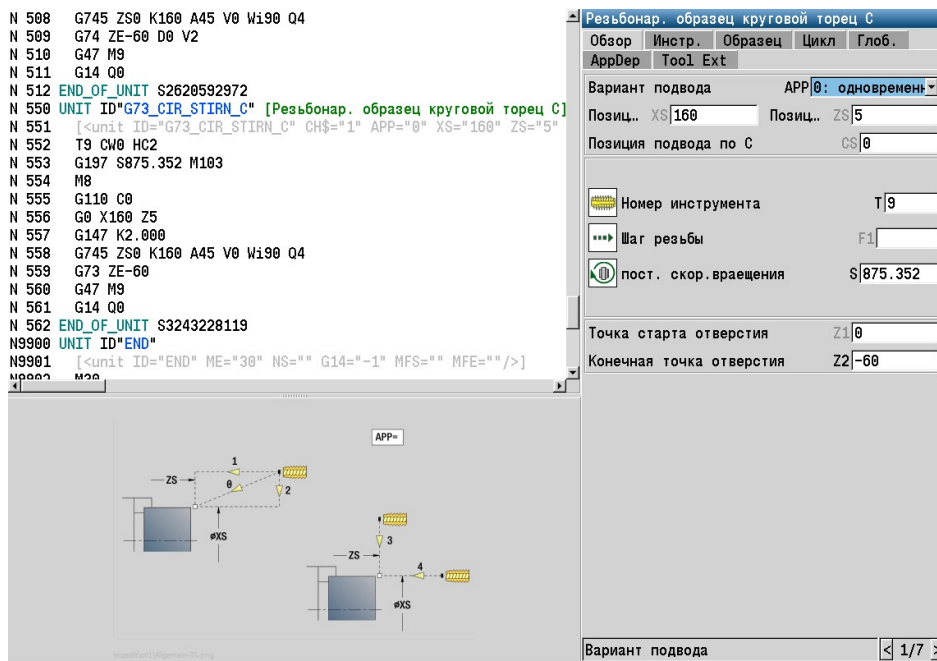 N 508 G745 ZS0 K160 A45 V0 Wi90 Q4
N 509 G74 ZE-60 D0 V2
N 510 G47 M9
N 511 G14 Q0
N 512 END_OF_UNIT S2620592972
N 550 UNIT ID"G73_CIR_STIRN_C" [Резьбонар. образец круговой торец C]
N 551 [<unit ID="G73_CIR_STIRN_C" CH$="1" APP="0" XS="160" ZS="5"
N 552 T9 CW0 HC2
N 553 G197 S875.352 M103
N 554 M8
N 555 G110 C0
N 556 G0 X160 Z5
N 557 G147 K2.000
N 558 G745 ZS0 K160 A45 V0 Wi90 Q4
N 559 G73 ZE-60
N 560 G47 M9
N 561 G14 Q0
N 562 END_OF_UNIT S3243228119
N9900 UNIT ID"END"
N9901 [<unit ID="END" ME="30" NS="" G14="-1" MFS="" MFE=""/>]
N9902 M30
Резьбонар. образец круговой торец C
Обзор Инстр. Образец Цикл Глоб.
AppDep Tool Ext
Вариант подвода APP 0: одновременн
Позиц… XS 160 Позиц… ZS 5
Позиция подвода по C CS 0
Номер инструмента T 9
Шаг резьбы F1
пост. скор.враещения S 875.352
Точка старта отверстия Z1 0
Конечная точка отверстия Z2 -60
APP=
1
ZS
0
2
øXS
3
ZS
4
øXS
Вариант подвода < 1/7 >